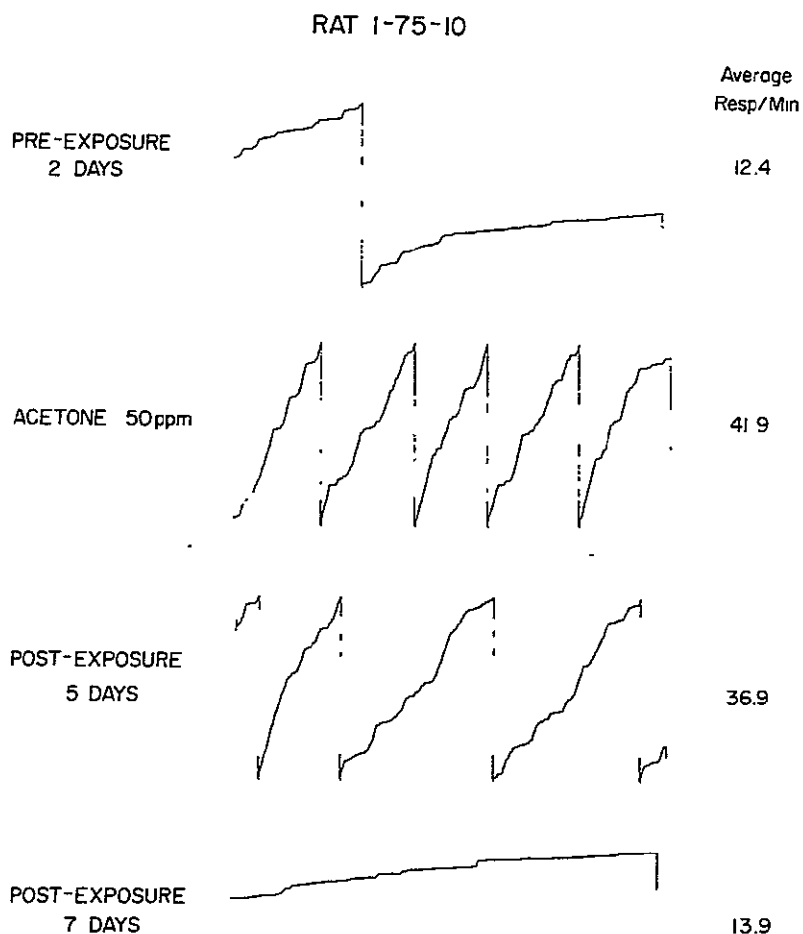 RAT 1-75-10
Average
Resp/Min
PRE-EXPOSURE
2 DAYS
12.4
ACETONE 50ppm
41 9
POST-EXPOSURE
5 DAYS
36.9
POST-EXPOSURE
7 DAYS
13.9